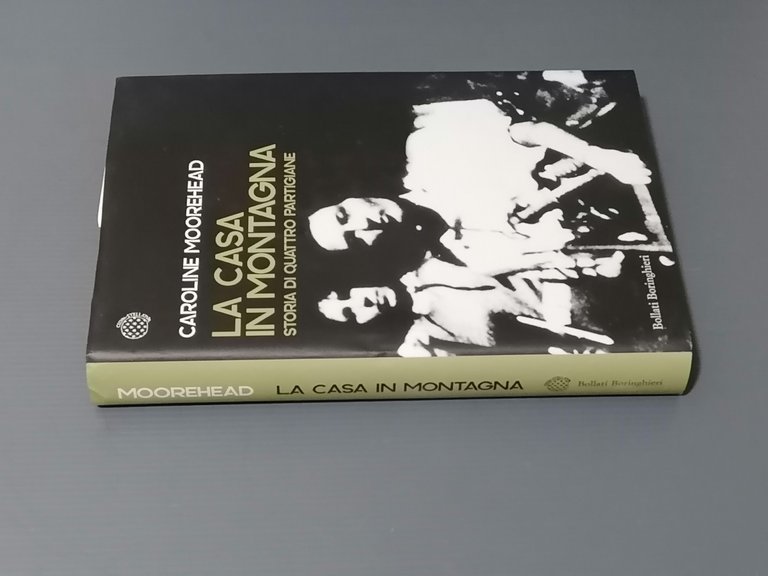 CAROLINE MOOREHEAD
LA CASA
IN MONTAGNA
STORIA DI QUATTRO PARTIGIANE
Bollati Boringhieri
MOOREHEAD LA CASA IN MONTAGNA Bollati Boringhieri